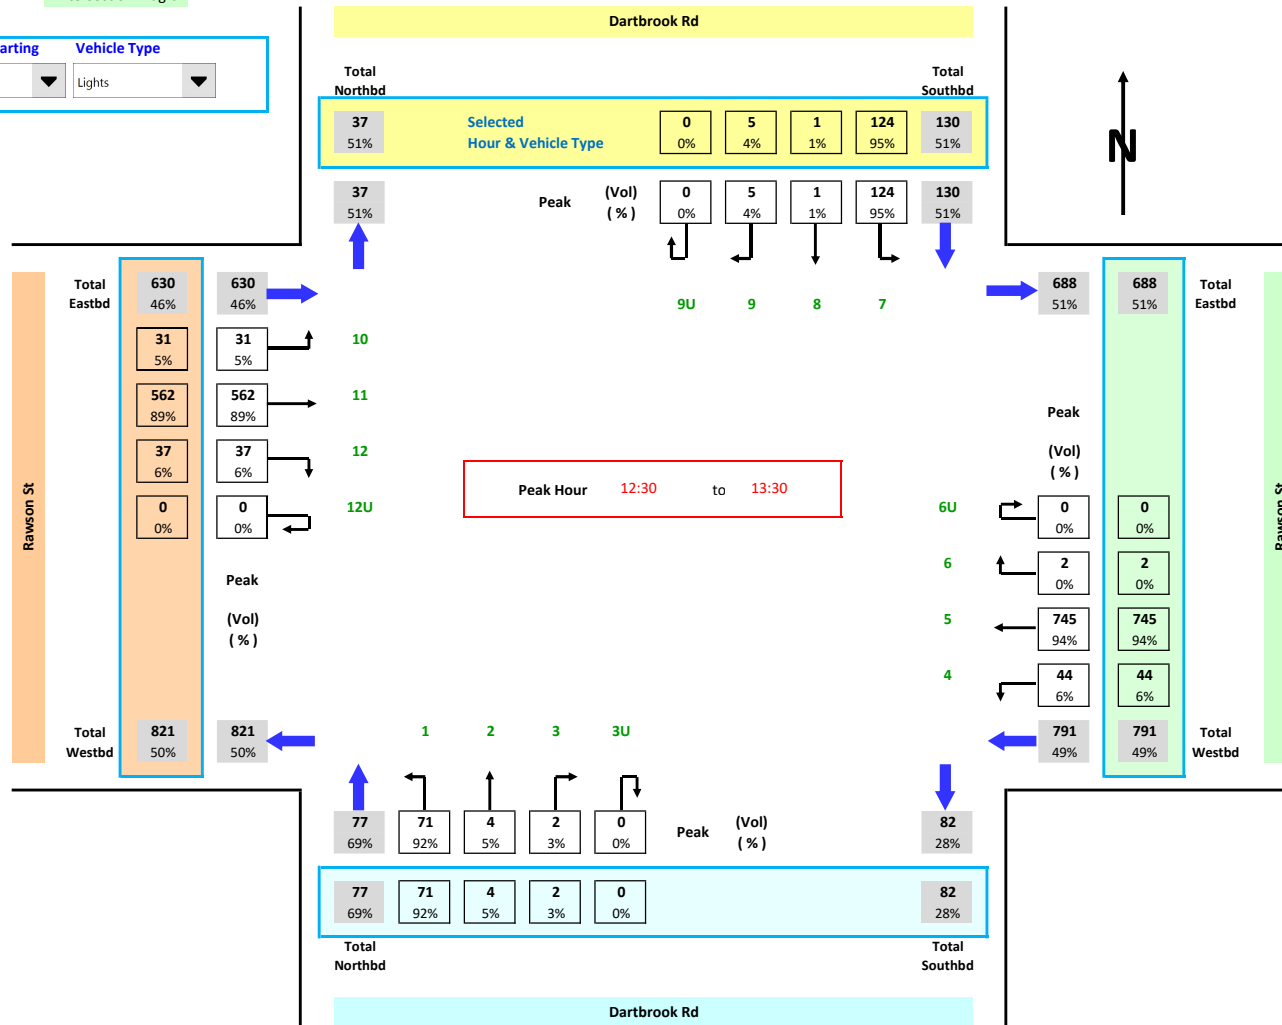 Dartbrook Rd
Vehicle Type
Lights
Total
Northbd
Total
Southbd
37
51%
Selected
Hour & Vehicle Type
0
0%
5
4%
1
1%
124
95%
130
51%
37
51%
Peak
(Vol)
( % )
0
0%
5
4%
1
1%
124
95%
130
51%
N
9U
9
8
7
Total
Eastbd
630
46%
630
46%
31
5%
31
5%
10
562
89%
562
89%
11
37
6%
37
6%
12
0
0%
0
0%
12U
Rawson St
Peak
(Vol)
( % )
Total
Westbd
821
50%
821
50%
Peak Hour 12:30 to 13:30
688
51%
688
51%
Total
Eastbd
Peak
(Vol)
( % )
6U
0
0%
0
0%
6
2
0%
2
0%
5
745
94%
745
94%
4
44
6%
44
6%
791
49%
791
49%
Total
Westbd
Rawson St
1
2
3
3U
77
69%
71
92%
4
5%
2
3%
0
0%
Peak
(Vol)
( % )
82
28%
77
69%
71
92%
4
5%
2
3%
0
0%
82
28%
Total
Northbd
Total
Southbd
Dartbrook Rd